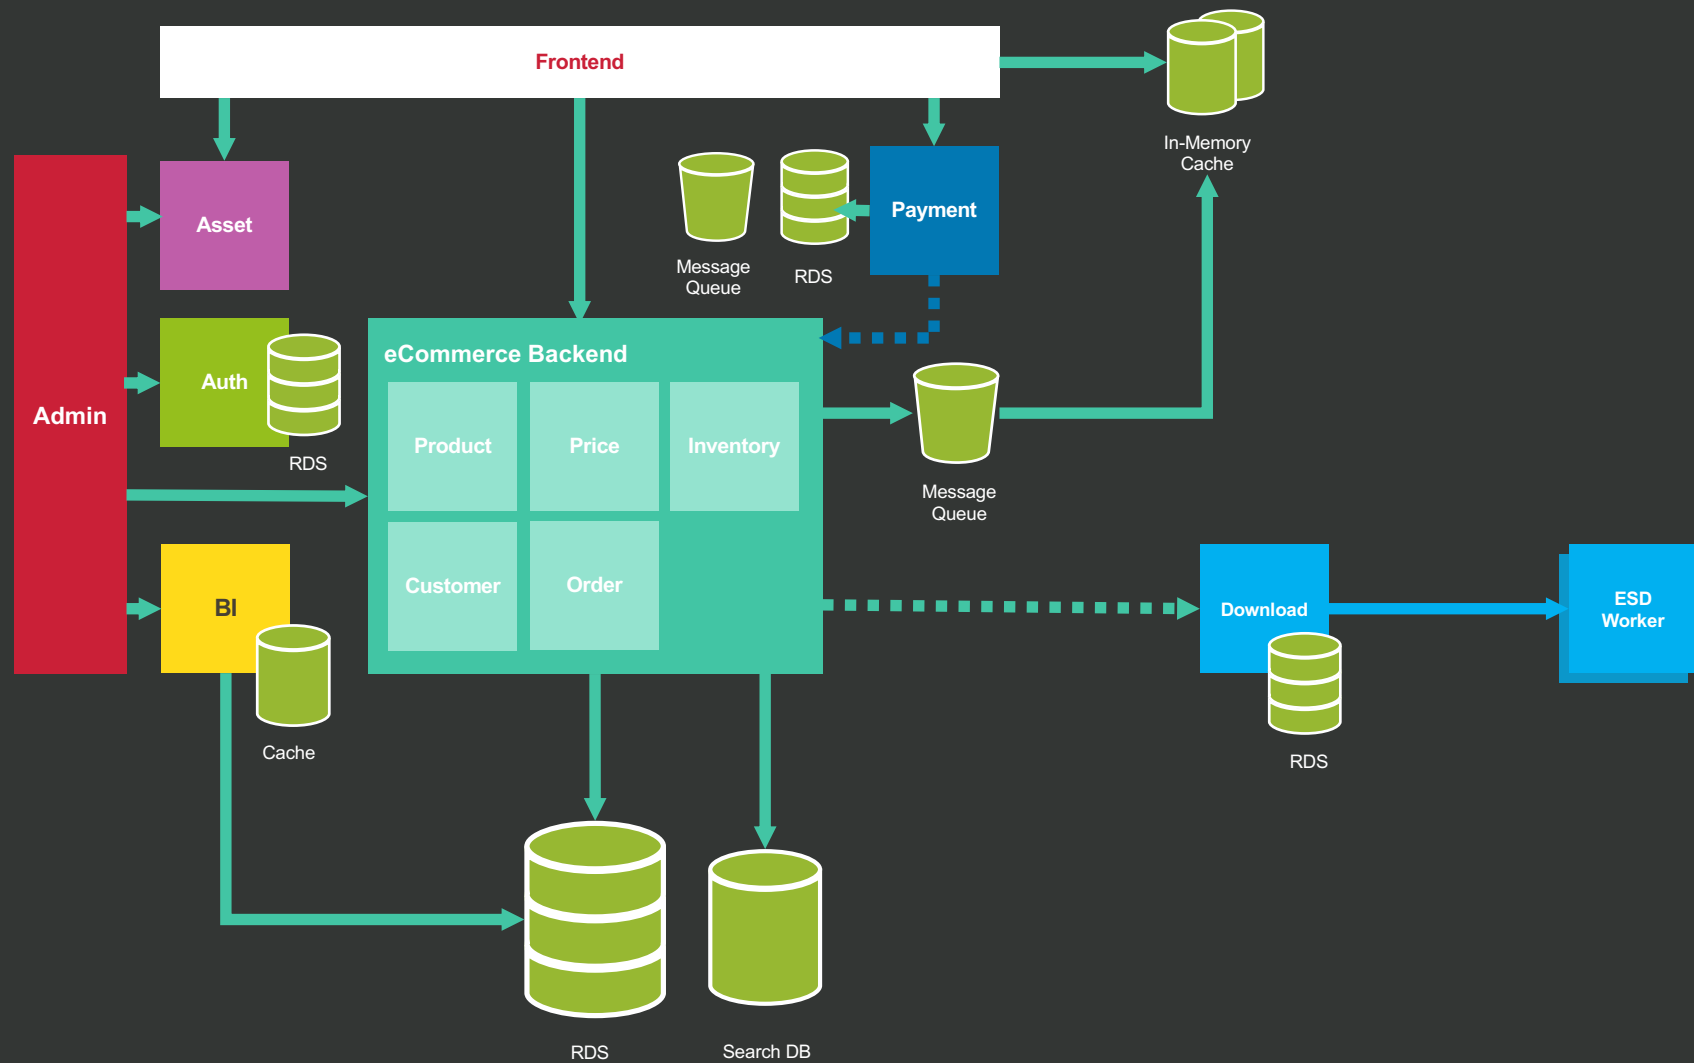 Frontend
In-Memory
Cache
Asset
Payment
Message
Queue
RDS
eCommerce Backend
Auth
RDS
Admin
Product
Price
Inventory
Message
Queue
Customer
Order
BI
Cache
Download
RDS
ESD
Worker
RDS
Search DB